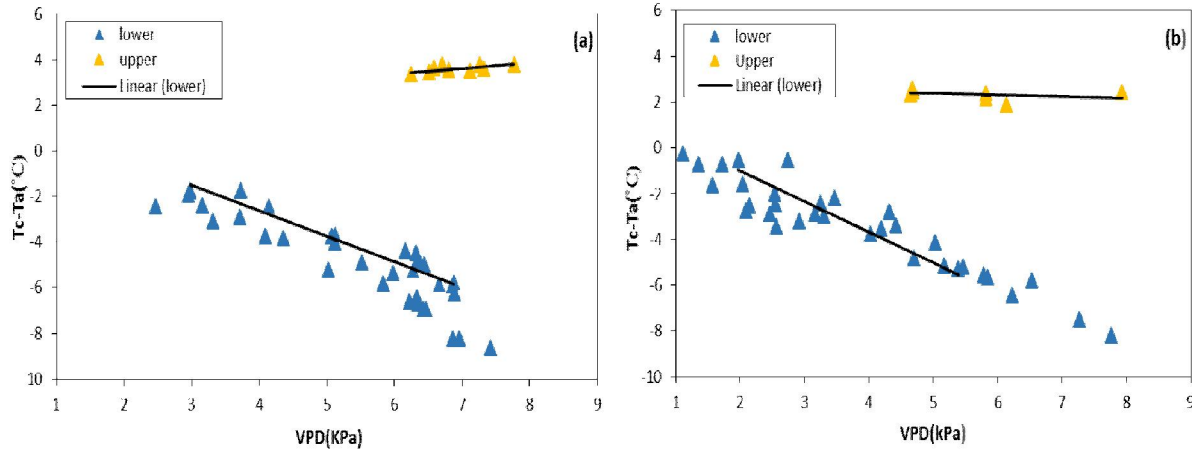 6
4
2
0
-2
-4
-6
-8
-10
Tc-Ta(°C)
lower
upper
Linear (lower)
(a)
1 2 3 4 5 6 7 8 9
VPD(KPa)
6
4
2
0
-2
-4
-6
-8
-10
Tc-Ta(°C)
lower
Upper
Linear (lower)
(b)
1 2 3 4 5 6 7 8 9
VPD(kPa)